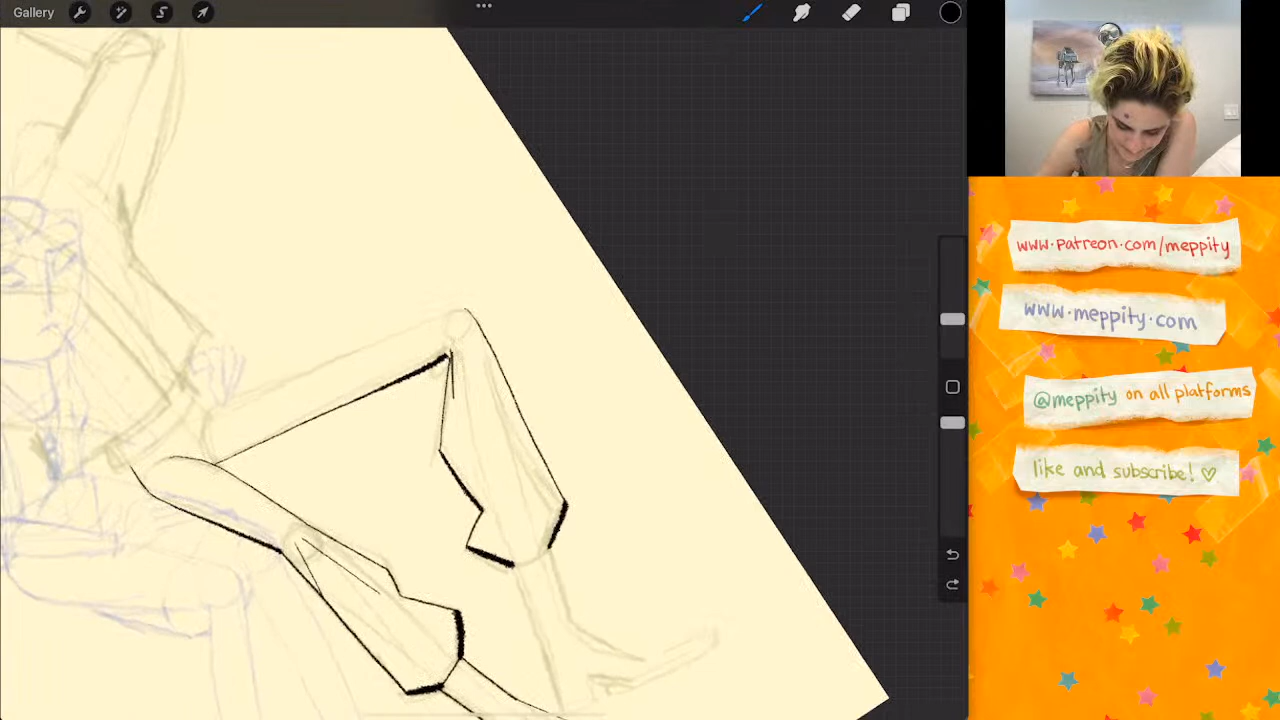 Gallery
www.patreon.com/meppity
www.meppity.com
@meppity on all platforms
like and subscribe! ♡